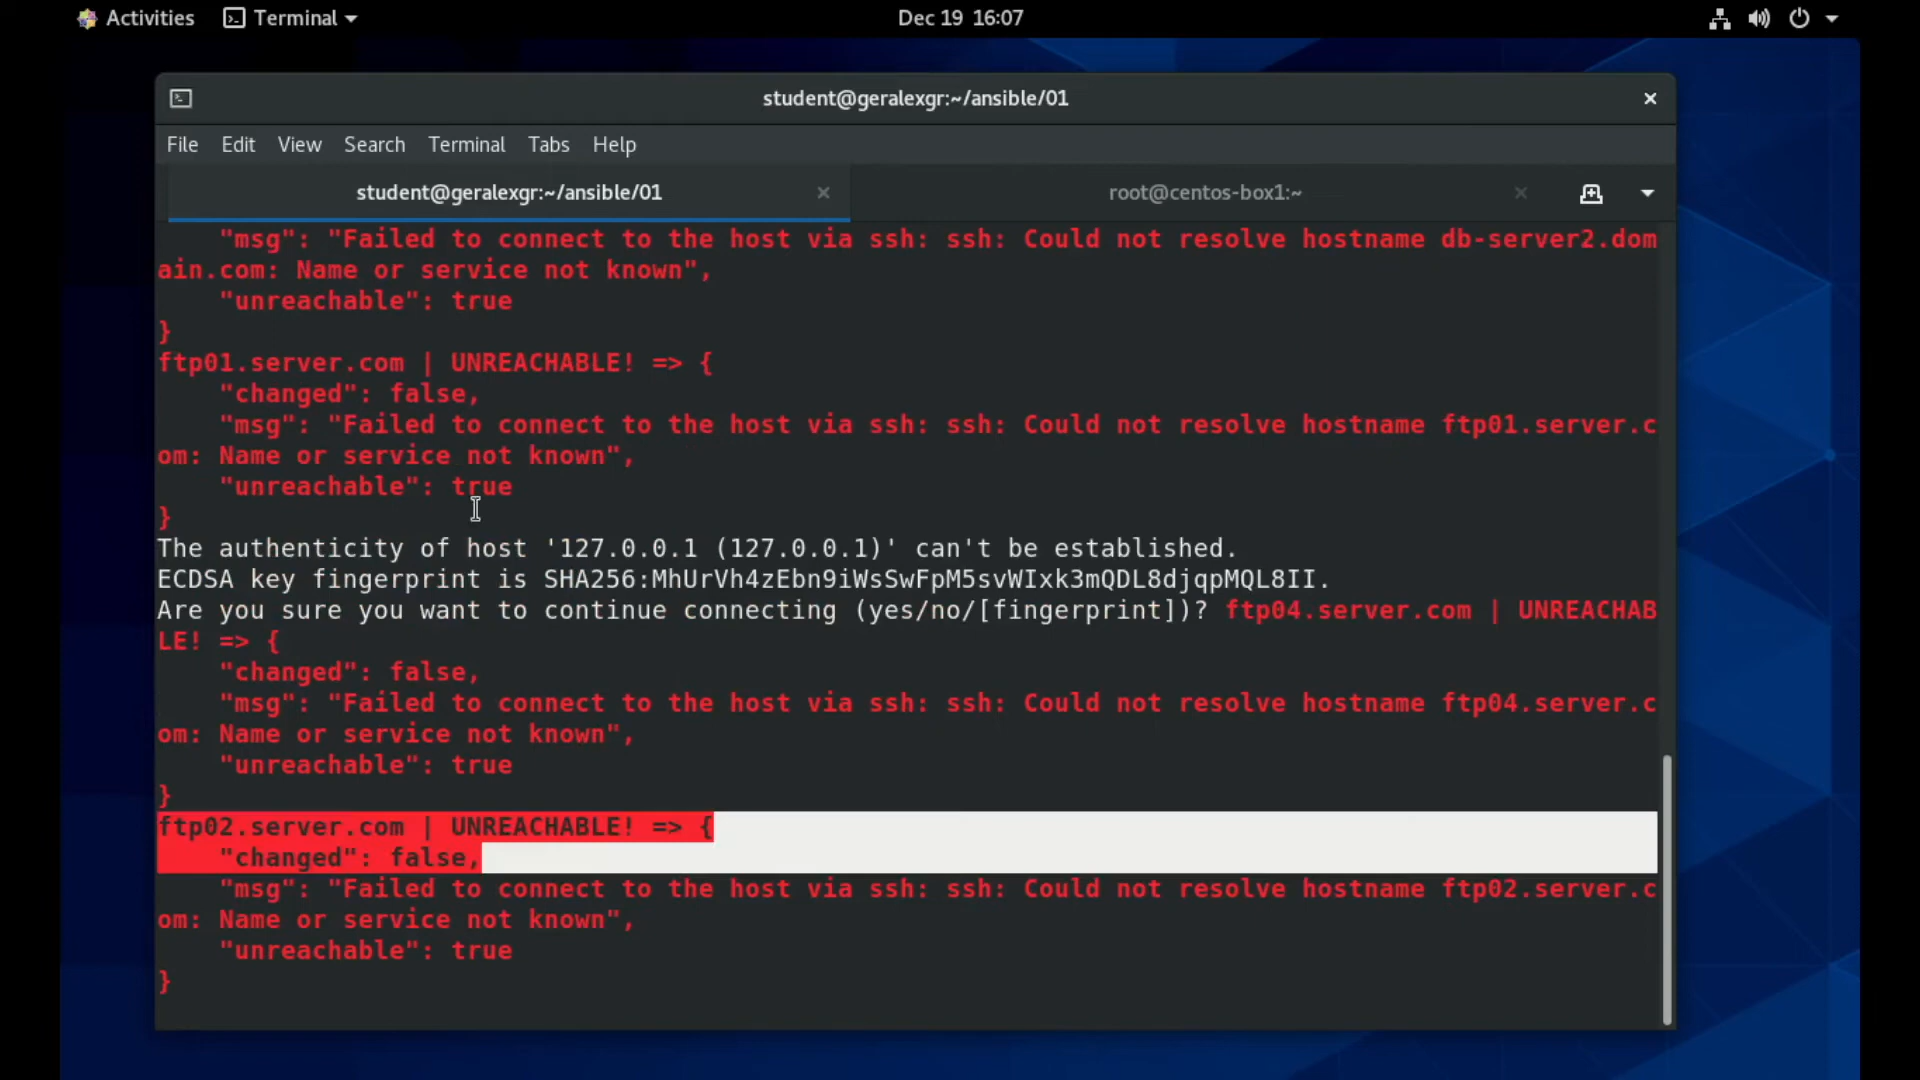 Activities Terminal Dec 19 16:07
student@geralexgr:~/ansible/01
File Edit View Search Terminal Tabs Help
student@geralexgr:~/ansible/01 root@centos-box1:~
"msg": "Failed to connect to the host via ssh: ssh: Could not resolve hostname db-server2.dom
ain.com: Name or service not known",
"unreachable": true
}
ftp01.server.com | UNREACHABLE! => {
"changed": false,
"msg": "Failed to connect to the host via ssh: ssh: Could not resolve hostname ftp01.server.c
om: Name or service not known",
"unreachable": true
}
The authenticity of host '127.0.0.1 (127.0.0.1)' can't be established.
ECDSA key fingerprint is SHA256:MhUrVh4zEbn9iWsSwFpM5svWIxk3mQDL8djqpMQL8II.
Are you sure you want to continue connecting (yes/no/[fingerprint])? ftp04.server.com | UNREACHAB
LE! => {
"changed": false,
"msg": "Failed to connect to the host via ssh: ssh: Could not resolve hostname ftp04.server.c
om: Name or service not known",
"unreachable": true
}
ftp02.server.com | UNREACHABLE! => {
"changed": false,
"msg": "Failed to connect to the host via ssh: ssh: Could not resolve hostname ftp02.server.c
om: Name or service not known",
"unreachable": true
}